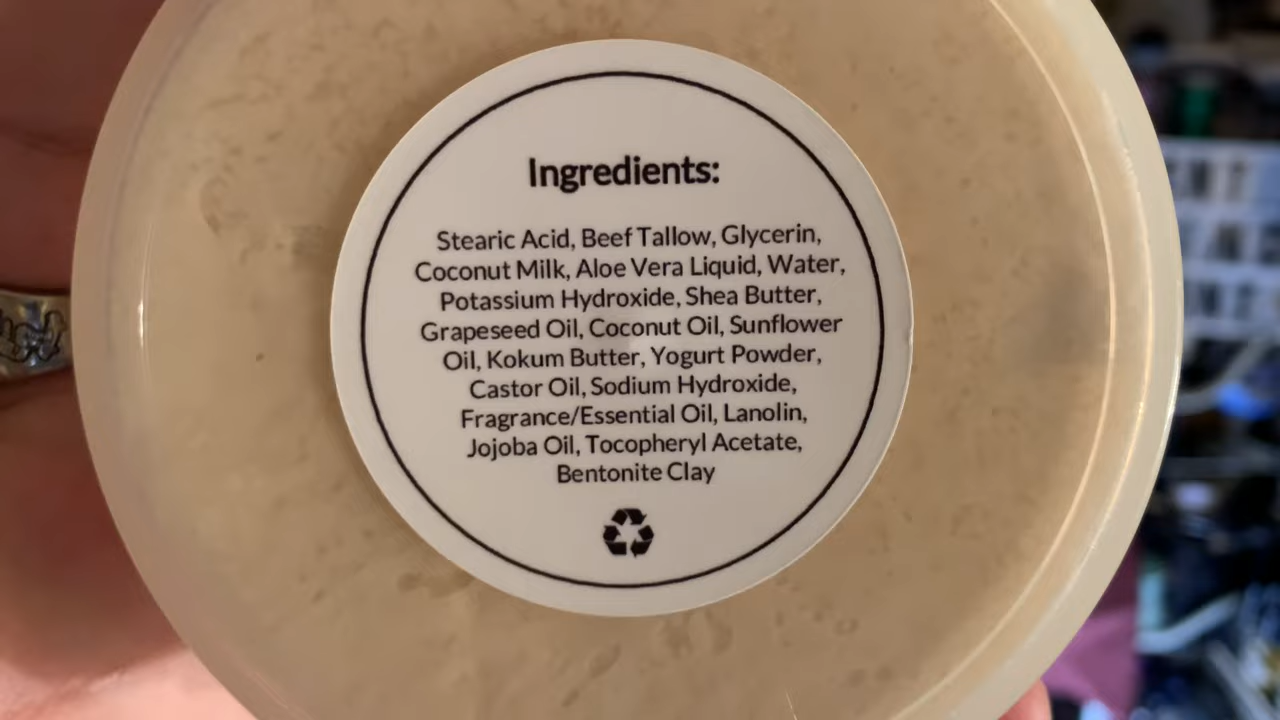 Ingredients:
Stearic Acid, Beef Tallow, Glycerin,
Coconut Milk, Aloe Vera Liquid, Water,
Potassium Hydroxide, Shea Butter,
Grapeseed Oil, Coconut Oil, Sunflower
Oil, Kokum Butter, Yogurt Powder,
Castor Oil, Sodium Hydroxide,
Fragrance/Essential Oil, Lanolin,
Jojoba Oil, Tocopheryl Acetate,
Bentonite Clay